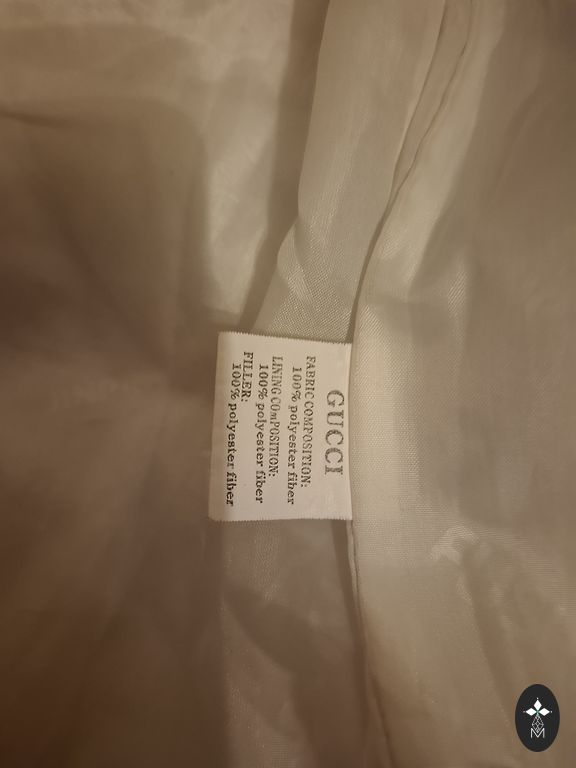 GUCCI
FABRIC COMPOSITION:
100% polyester fiber
LINING COmPOSITION:
100% polyester fiber
FILLER:
100% polyester fiber
M